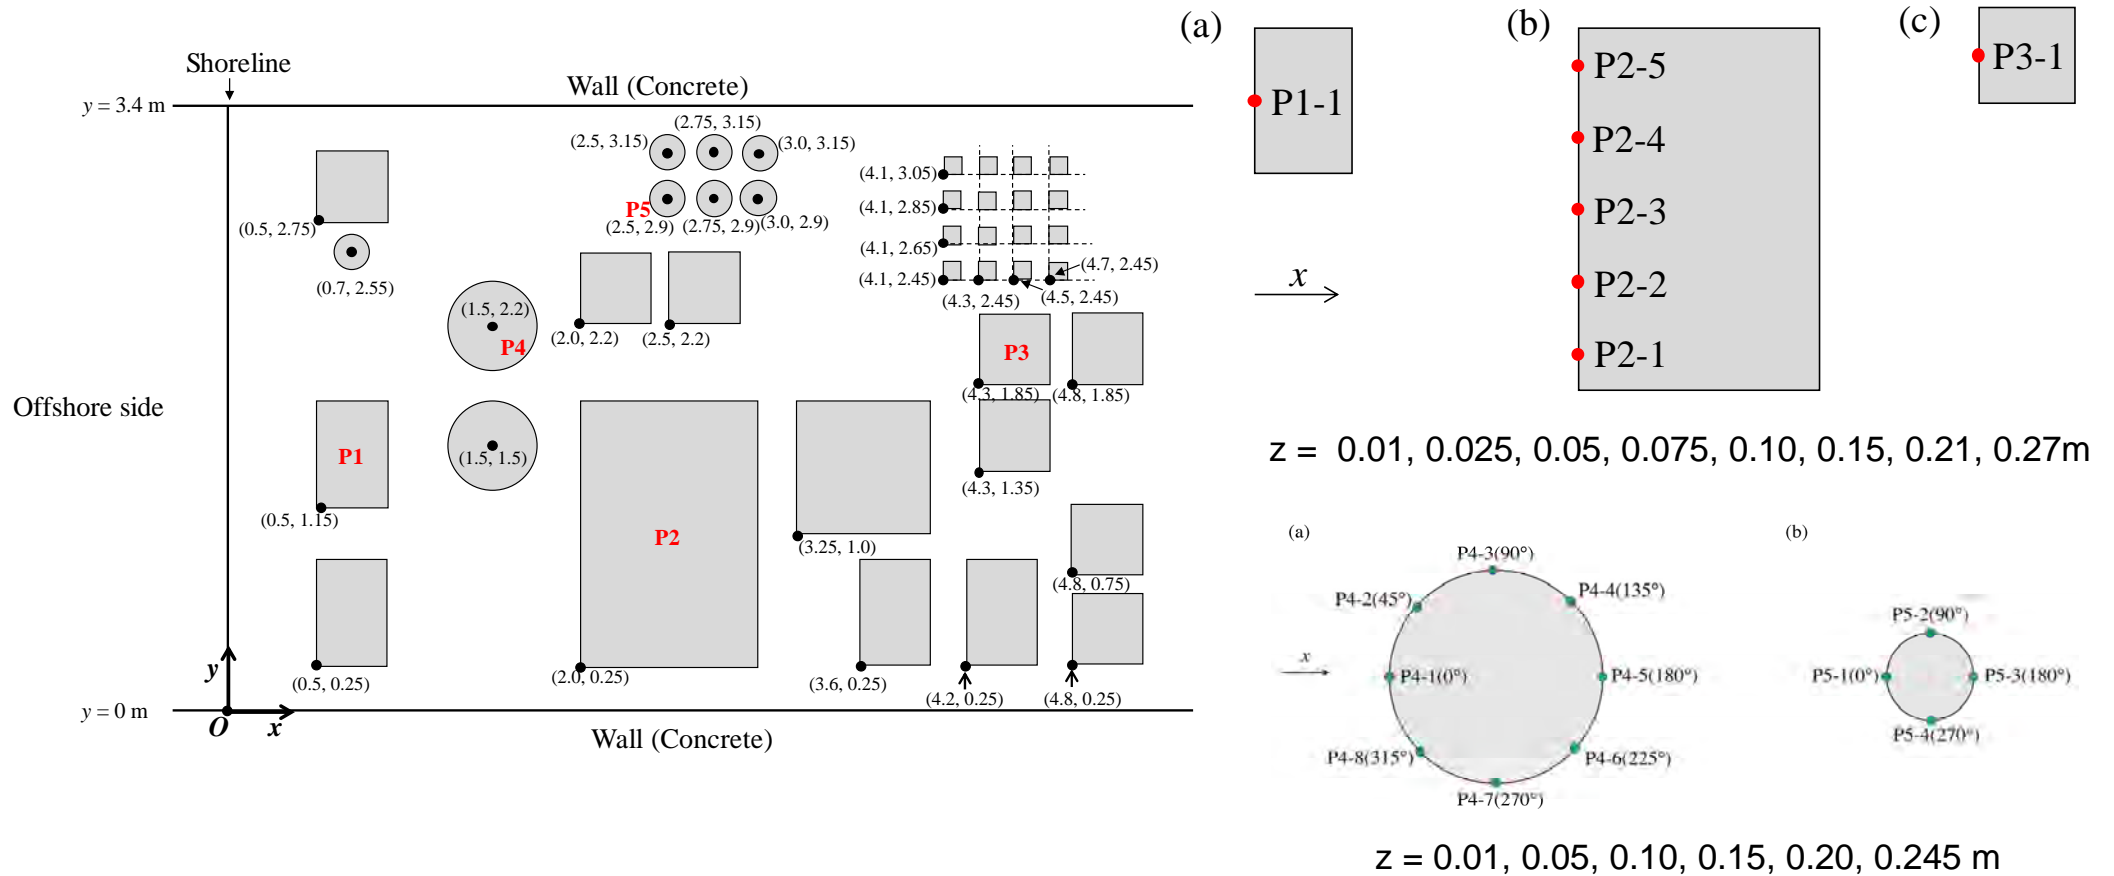 Shoreline
Wall (Concrete)
y = 3.4 m
(2.75, 3.15)
(2.5, 3.15)
(3.0, 3.15)
P5
(2.5, 2.9)
(2.75, 2.9)
(3.0, 2.9)
(4.1, 3.05)
(4.1, 2.85)
(4.1, 2.65)
(4.1, 2.45)
(4.7, 2.45)
(4.3, 2.45)
(4.5, 2.45)
(0.5, 2.75)
(0.7, 2.55)
(1.5, 2.2)
P4
(2.0, 2.2)
(2.5, 2.2)
P3
(4.3, 1.85)
(4.8, 1.85)
Offshore side
P1
(1.5, 1.5)
(4.3, 1.35)
(0.5, 1.15)
P2
(3.25, 1.0)
(4.8, 0.75)
y
(0.5, 0.25)
(2.0, 0.25)
(3.6, 0.25)
(4.2, 0.25)
(4.8, 0.25)
y = 0 m
O
x
Wall (Concrete)
(a)
P1-1
x
(b)
P2-5
P2-4
P2-3
P2-2
P2-1
(c)
P3-1
z = 0.01, 0.025, 0.05, 0.075, 0.10, 0.15, 0.21, 0.27m
(a)
x
P4-3(90°)
P4-2(45°)
P4-4(135°)
P4-1(0°)
P4-5(180°)
P4-8(315°)
P4-6(225°)
P4-7(270°)
(b)
P5-2(90°)
P5-1(0°)
P5-3(180°)
P5-4(270°)
z = 0.01, 0.05, 0.10, 0.15, 0.20, 0.245 m